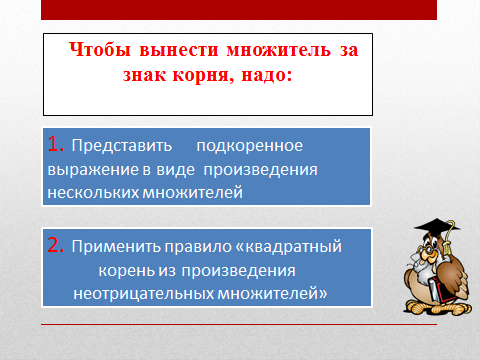 Чтобы вынести множитель за
знак корня, надо:
1. Представить подкоренное
выражение в виде произведения
нескольких множителей
2. Применить правило «квадратный
корень из произведения
неотрицательных множителей»